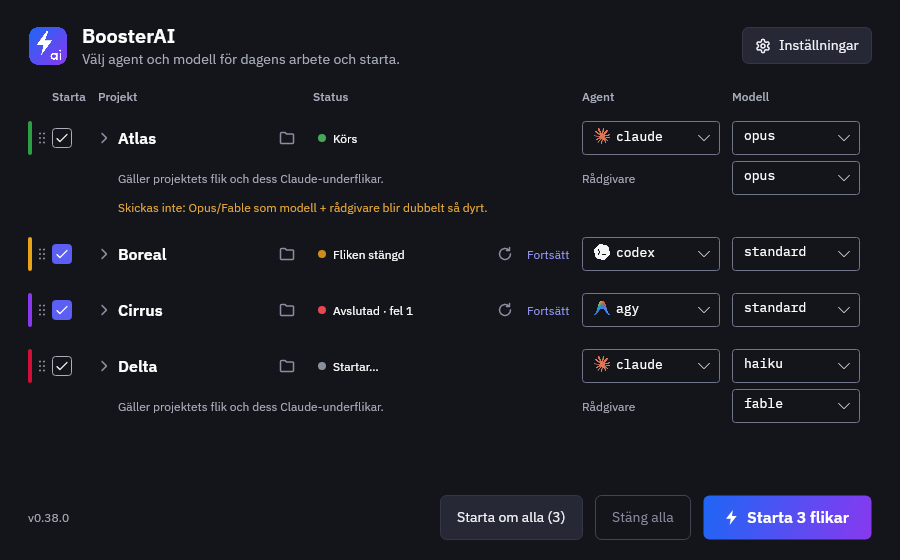 ai
BoosterAI
Välj agent och modell för dagens arbete och starta.
Inställningar
Starta Projekt Status Agent Modell
Atlas Körs claude opus
Gäller projektets flik och dess Claude-underflikar. Rådgivare opus
Skickas inte: Opus/Fable som modell + rådgivare blir dubbelt så dyrt.
Boreal Fliken stängd Fortsätt codex standard
Cirrus Avslutad · fel 1 Fortsätt agy standard
Delta Startar... claude haiku
Gäller projektets flik och dess Claude-underflikar. Rådgivare fable
v0.38.0 Starta om alla (3) Stäng alla Starta 3 flikar